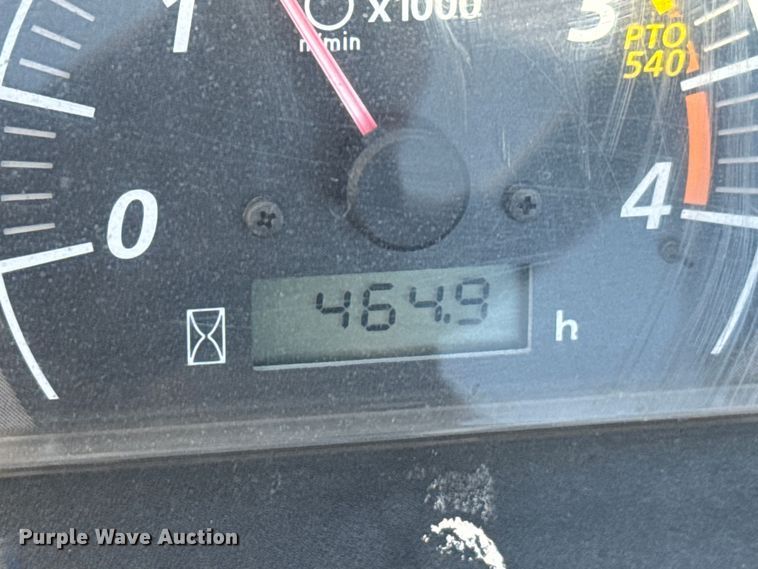 1
x1000
r/min
3
PTO
540
0
4
464.9
h
Purple Wave Auction